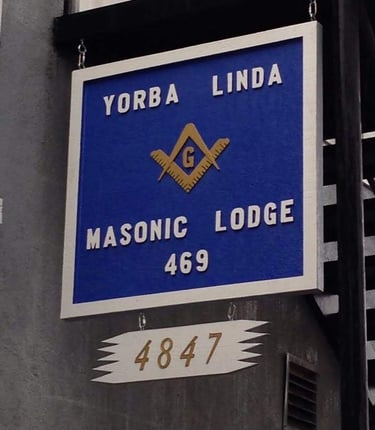 YORBA LINDA
G
MASONIC LODGE
469
4847